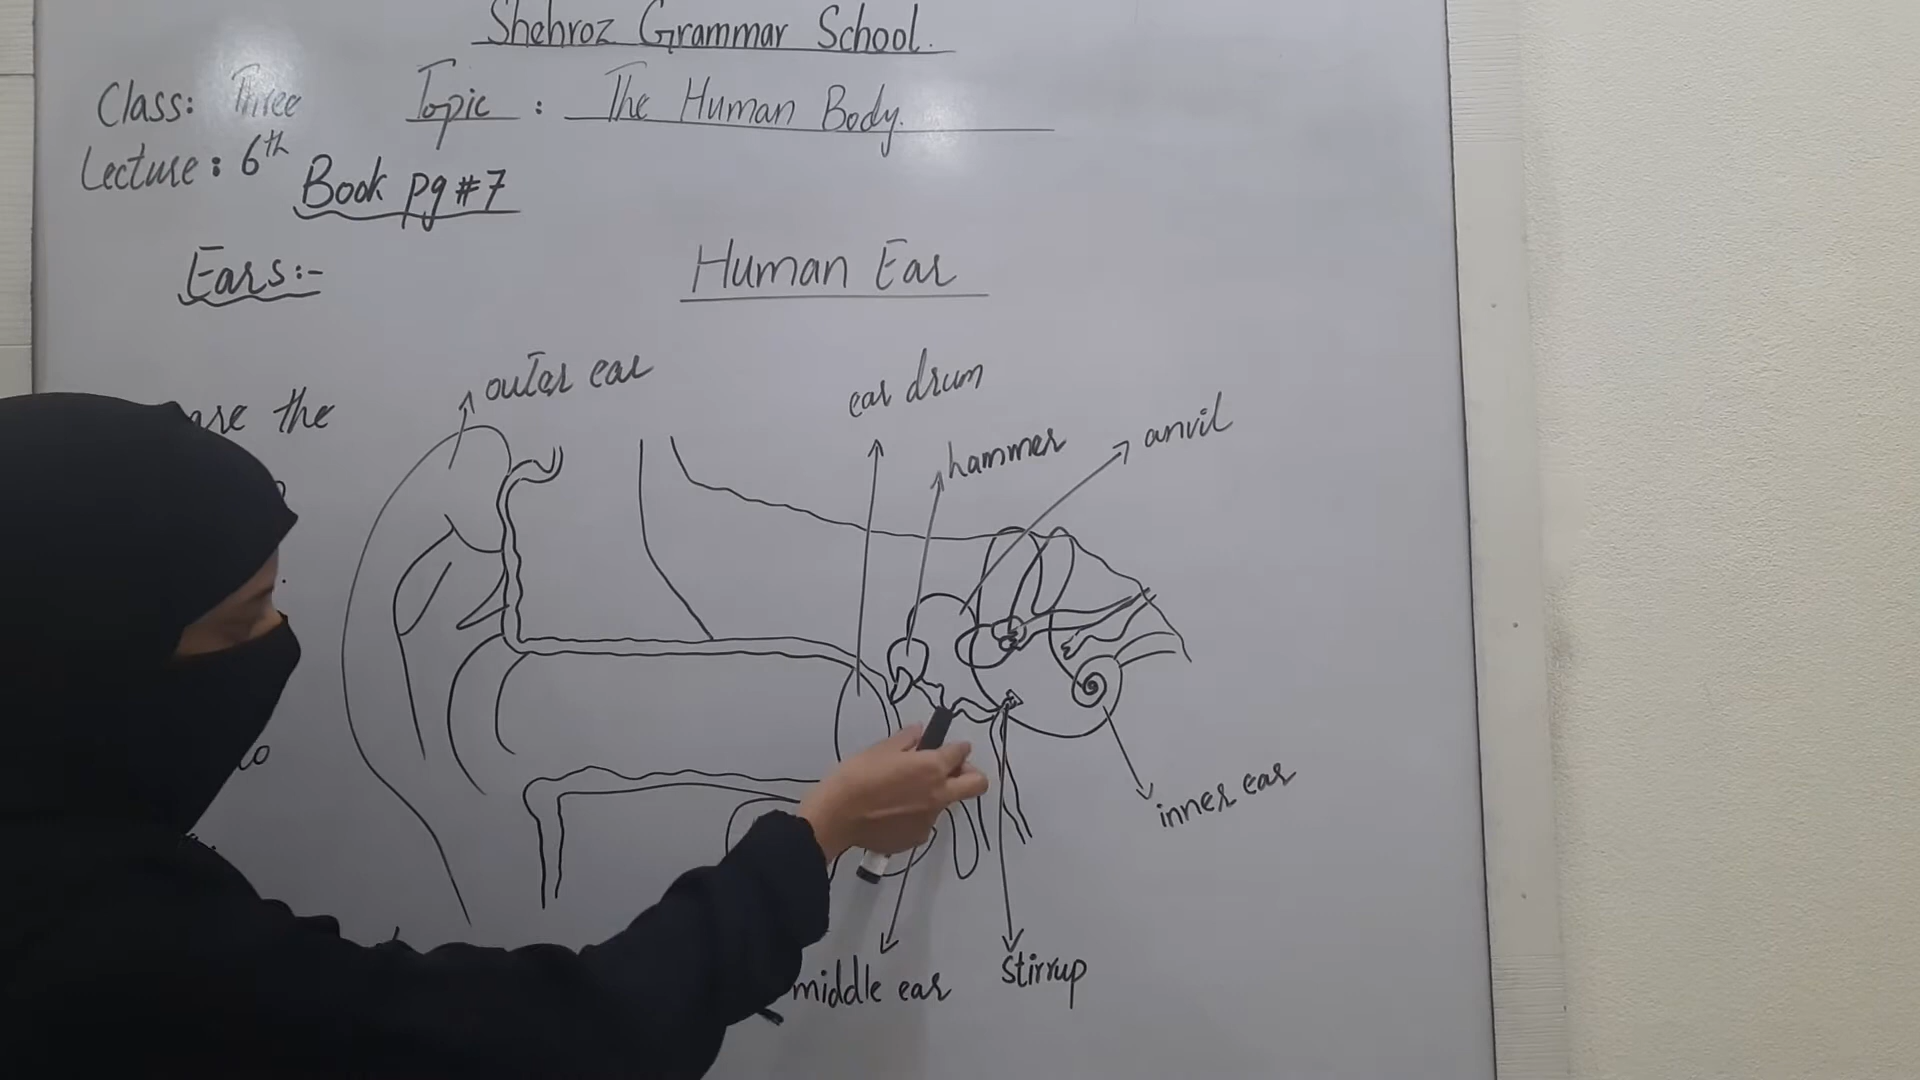 Shehroz Grammar School.
Class: Three
Topic : The Human Body.
Lecture: 6th
Book pg #7
Ears:-
Human Ear
are the
outer ear
ear drum
hammer
anvil
inner ear
middle ear
stirrup